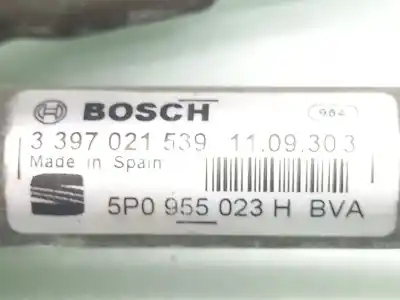 BOSCH 984
3 397 021 539 11.09.30 3
Made in Spain
5P0 955 023 H BVA